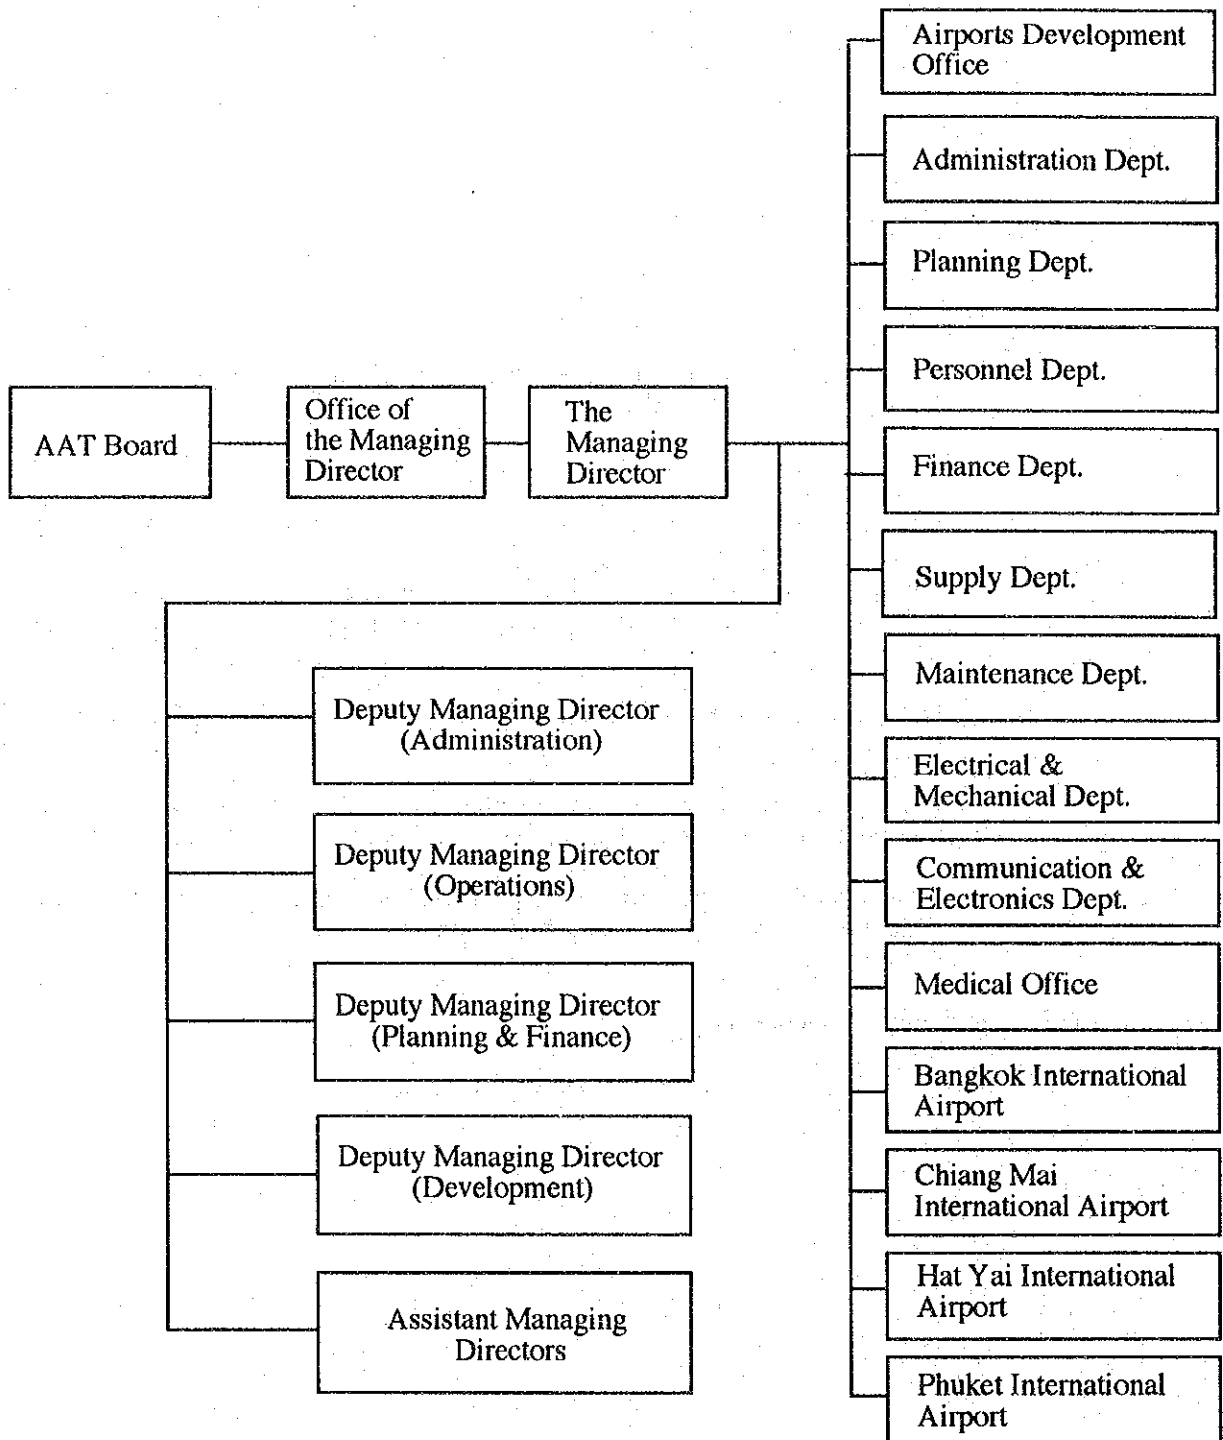 AAT Board
Office of
the Managing
Director
The
Managing
Director
Deputy Managing Director
(Administration)
Deputy Managing Director
(Operations)
Deputy Managing Director
(Planning & Finance)
Deputy Managing Director
(Development)
Assistant Managing
Directors
Airports Development
Office
Administration Dept.
Planning Dept.
Personnel Dept.
Finance Dept.
Supply Dept.
Maintenance Dept.
Electrical &
Mechanical Dept.
Communication &
Electronics Dept.
Medical Office
Bangkok International
Airport
Chiang Mai
International Airport
Hat Yai International
Airport
Phuket International
Airport